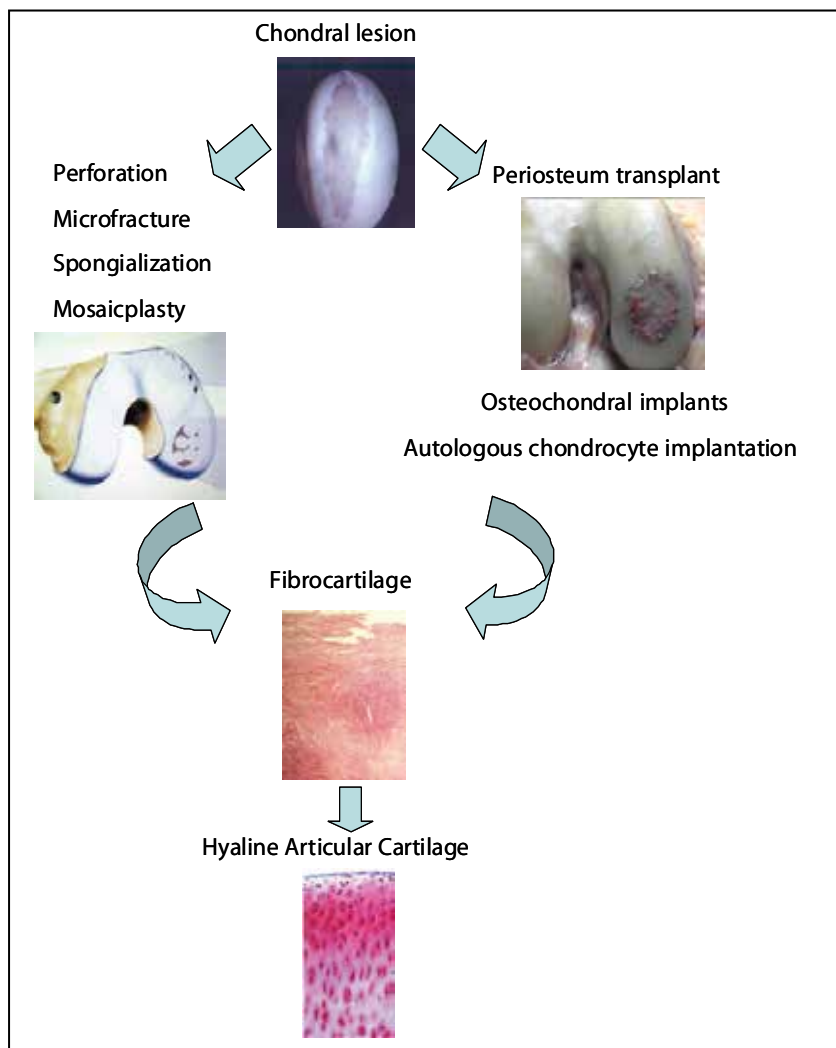 Chondral lesion
Perforation
Microfracture
Spongialization
Mosaicplasty
Periosteum transplant
Osteochondral implants
Autologous chondrocyte implantation
Fibrocartilage
Hyaline Articular Cartilage